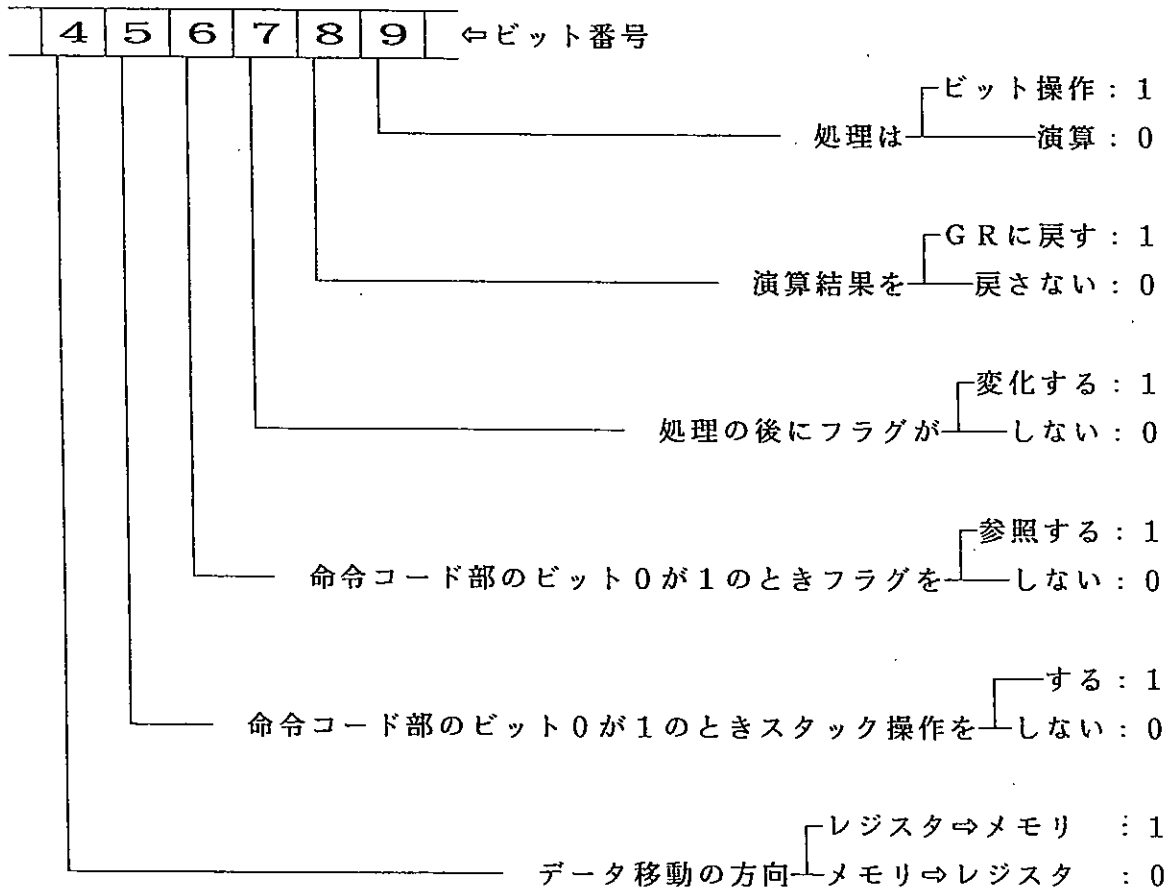 4 5 6 7 8 9 ⇦ビット番号
ビット操作：1
処理は 演算：0
GRに戻す：1
演算結果を 戻さない：0
変化する：1
処理の後にフラグが しない：0
参照する：1
命令コード部のビット0が1のときフラグを しない：0
する：1
命令コード部のビット0が1のときスタック操作を しない：0
レジスタ⇨メモリ ：1
データ移動の方向 メモリ⇨レジスタ ：0